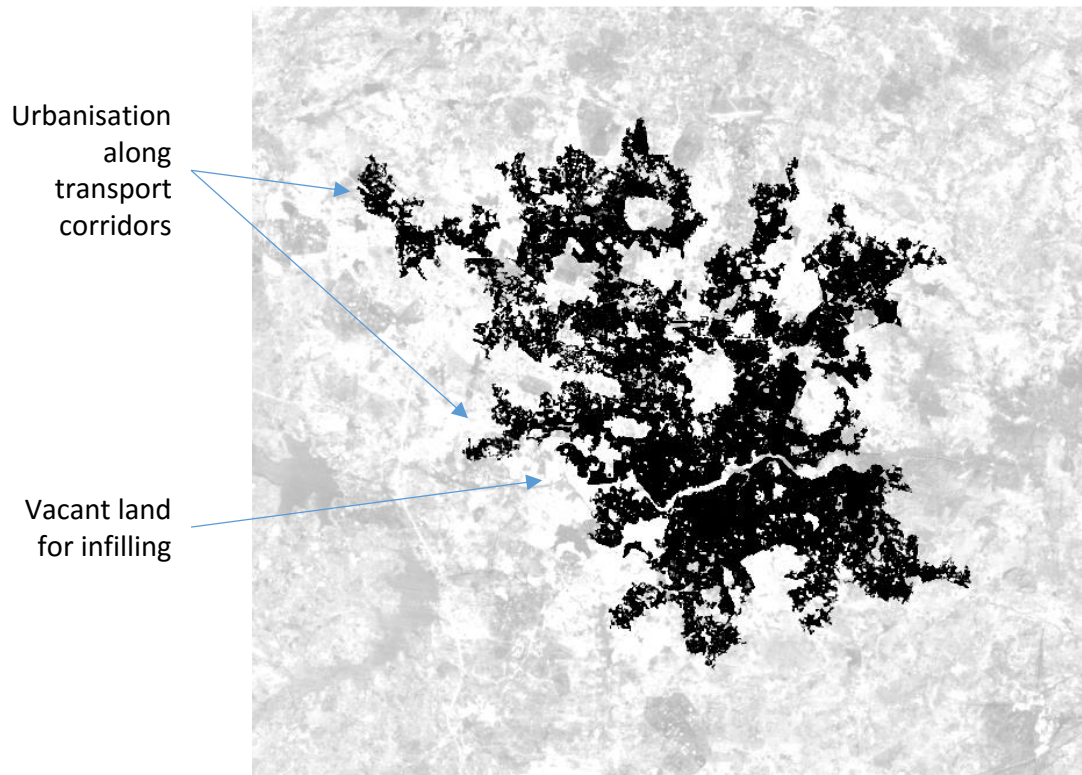 Urbanisation
along
transport
corridors
Vacant land
for infilling